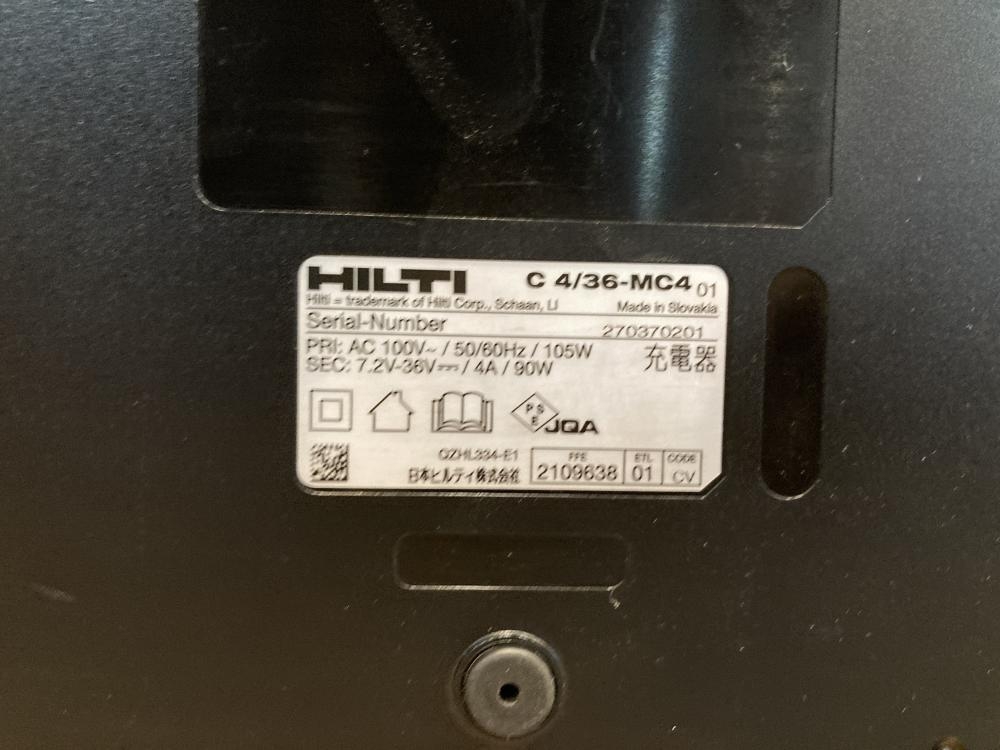 HILTI C 4/36-MC4 01
Hilti = trademark of Hilti Corp., Schaan, LI Made in Slovakia
Serial-Number 270370201
PRI: AC 100V~ / 50/60Hz / 105W 充電器
SEC: 7.2V-36V⎓ / 4A / 90W
PS
E JQA
OZHL334-E1 FFE ETL CODE
日本ヒルティ株式会社 2109638 01 CV